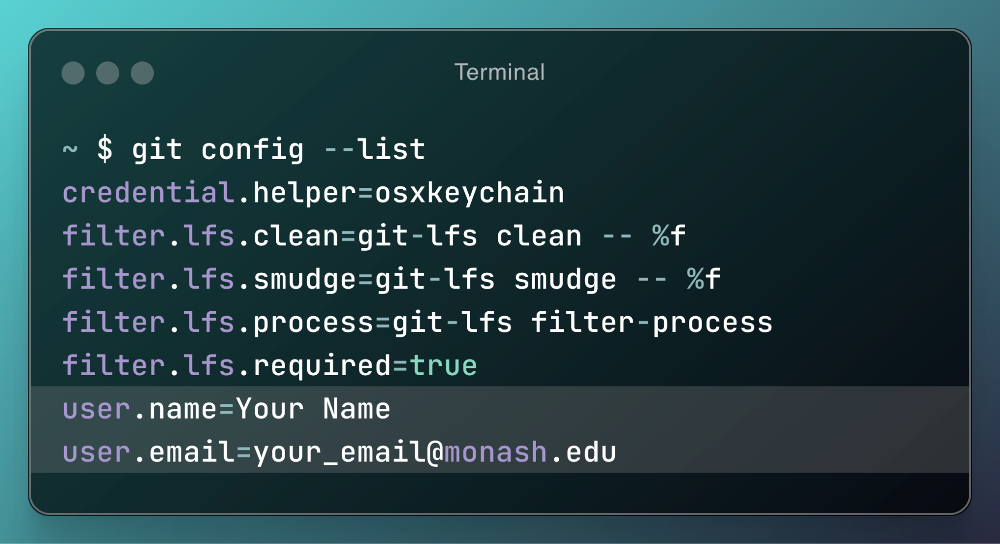 Terminal
~ $ git config --list
credential.helper=osxkeychain
filter.lfs.clean=git-lfs clean -- %f
filter.lfs.smudge=git-lfs smudge -- %f
filter.lfs.process=git-lfs filter-process
filter.lfs.required=true
user.name=Your Name
user.email=your_email@monash.edu